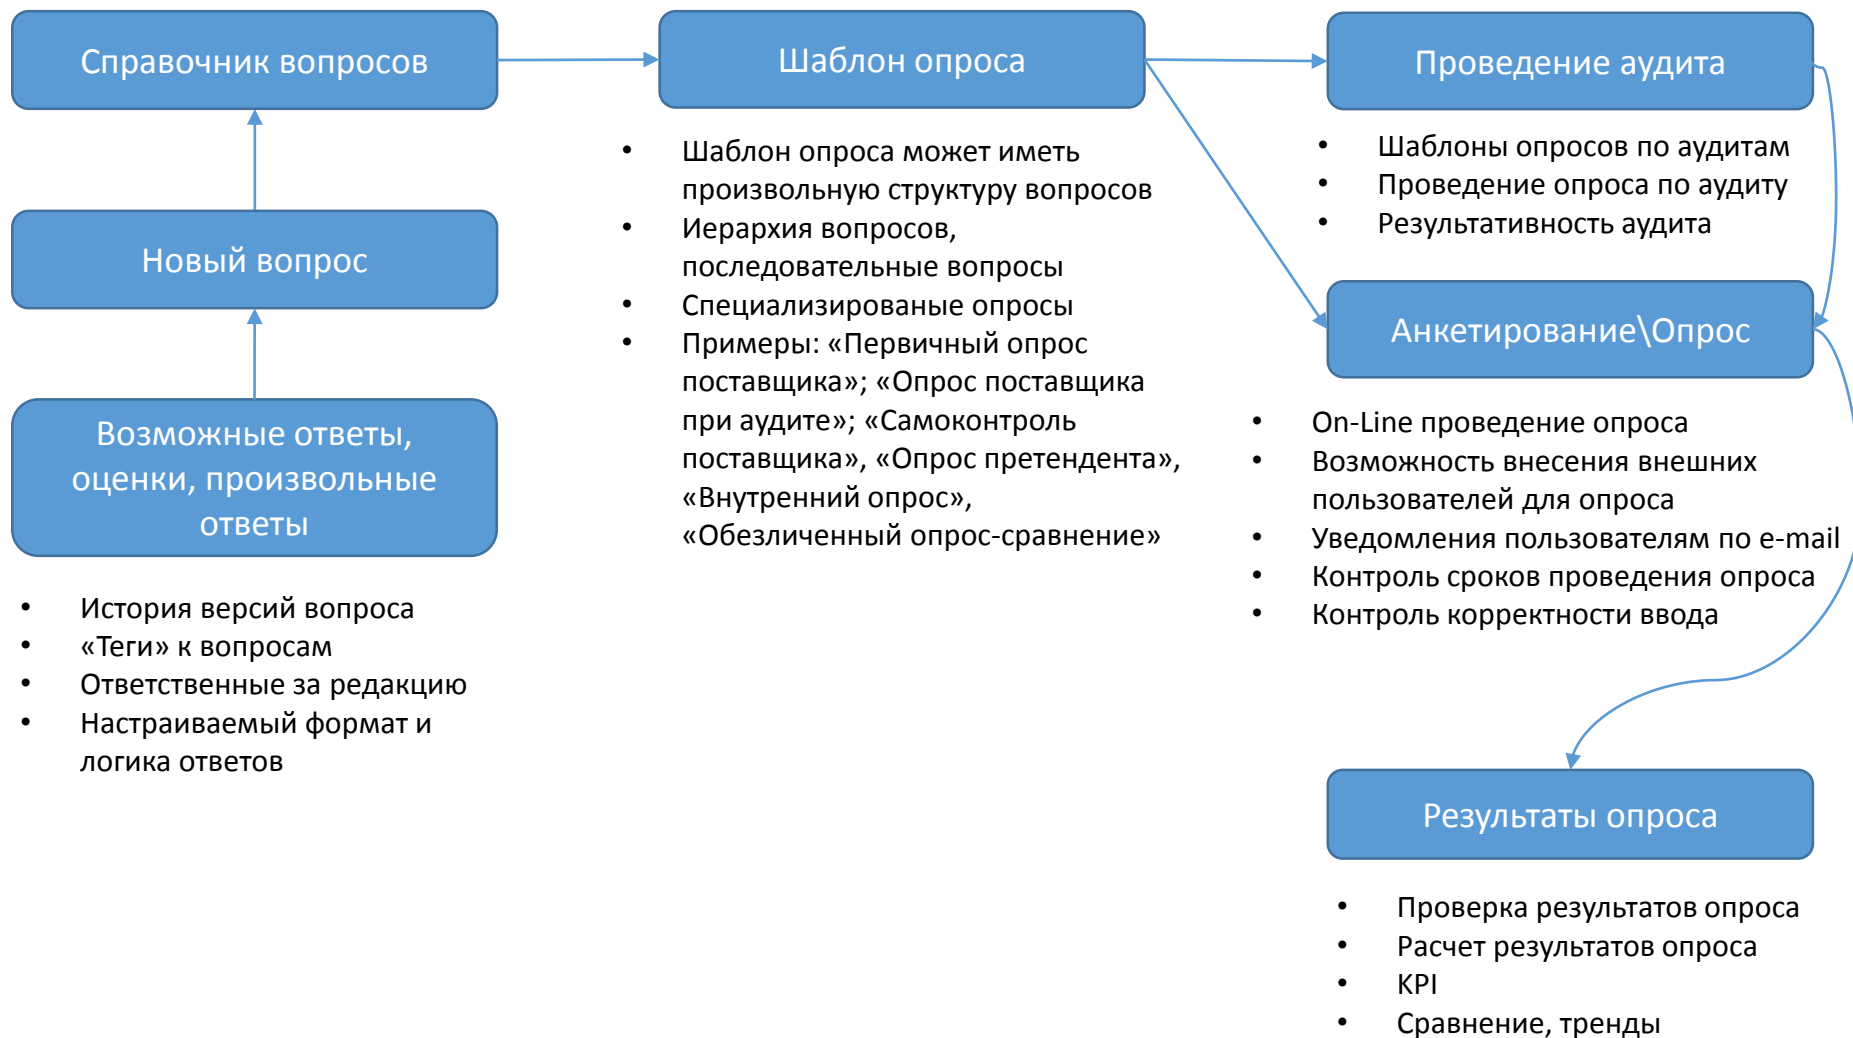 Справочник вопросов
Новый вопрос
Возможные ответы,
оценки, произвольные
ответы
• История версий вопроса
• «Теги» к вопросам
• Ответственные за редакцию
• Настраиваемый формат и
логика ответов
Шаблон опроса
• Шаблон опроса может иметь
произвольную структуру вопросов
• Иерархия вопросов,
последовательные вопросы
• Специализированые опросы
• Примеры: «Первичный опрос
поставщика»; «Опрос поставщика
при аудите»; «Самоконтроль
поставщика», «Опрос претендента»,
«Внутренний опрос»,
«Обезличенный опрос-сравнение»
Проведение аудита
• Шаблоны опросов по аудитам
• Проведение опроса по аудиту
• Результативность аудита
Анкетирование\Опрос
• On-Line проведение опроса
• Возможность внесения внешних
пользователей для опроса
• Уведомления пользователям по e-mail
• Контроль сроков проведения опроса
• Контроль корректности ввода
Результаты опроса
• Проверка результатов опроса
• Расчет результатов опроса
• KPI
• Сравнение, тренды